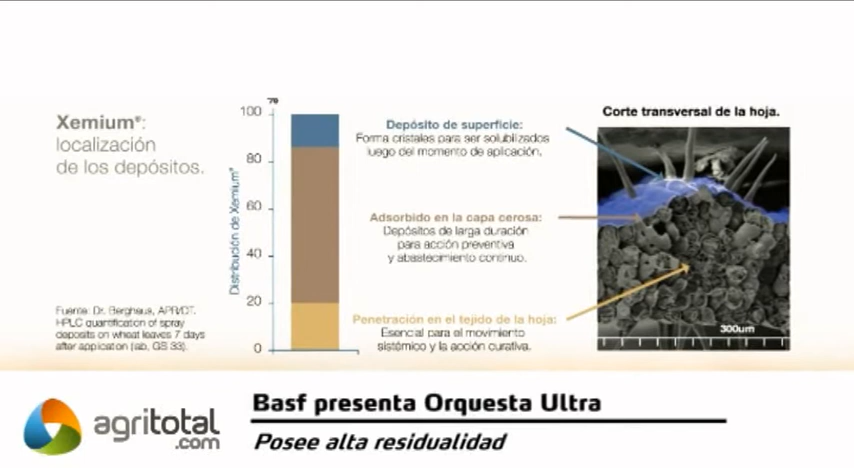 Xemium®:
localización
de los depósitos.
Fuente: Dr. Berghaus, APR/DT.
HPLC quantification of spray
deposits on wheat leaves 7 days
after application (lab, GS 33).
Distribución de Xemium®
%
100
80
60
40
20
0
Depósito de superficie:
Forma cristales para ser solubilizados
luego del momento de aplicación.
Adsorbido en la capa cerosa:
Depósitos de larga duración
para acción preventiva
y abastecimiento continuo.
Penetración en el tejido de la hoja:
Esencial para el movimiento
sistémico y la acción curativa.
Corte transversal de la hoja.
300um
agritotal
.com
Basf presenta Orquesta Ultra
Posee alta residualidad